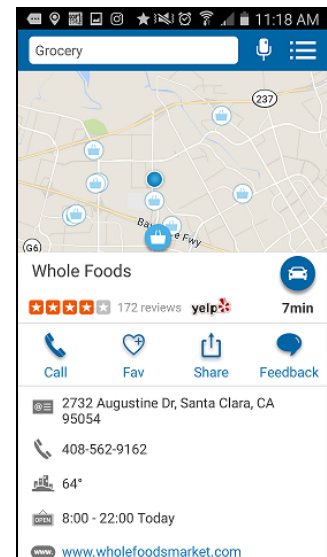 11:18 AM
Grocery
237
G6
Fwy
Whole Foods
172 reviews yelp
7min
Call Fav Share Feedback
2732 Augustine Dr, Santa Clara, CA
95054
408-562-9162
64°
OPEN 8:00 - 22:00 Today
www. www.wholefoodsmarket.com